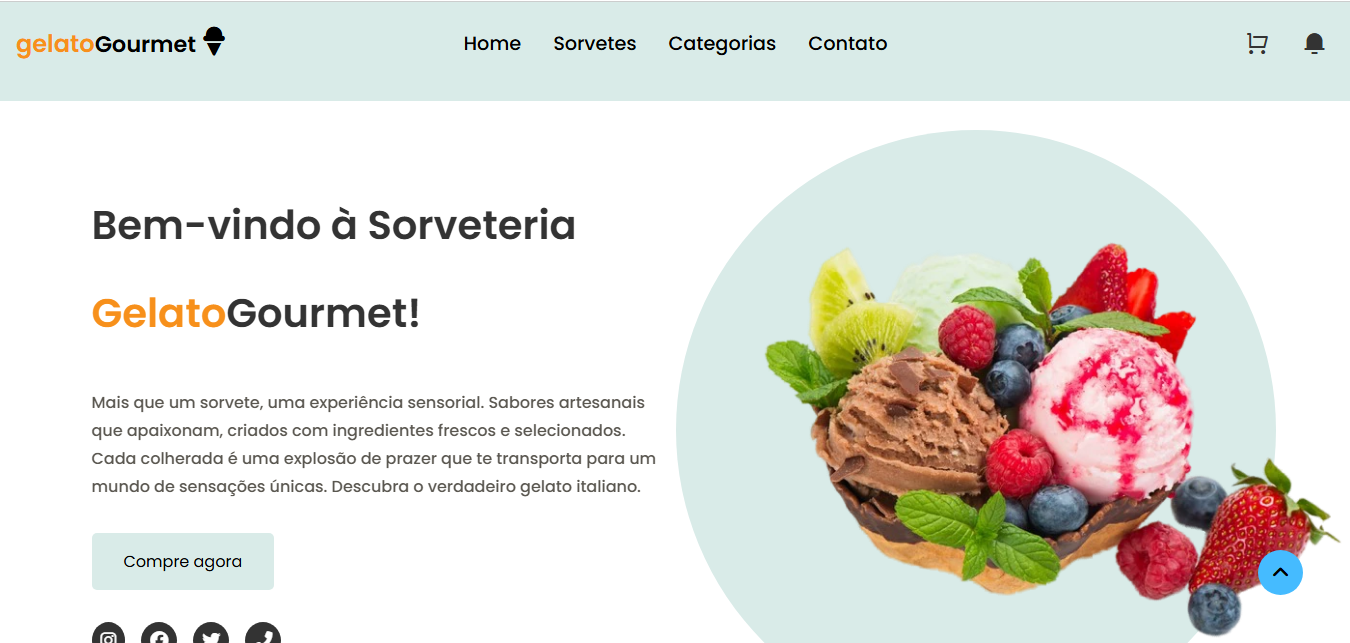 gelatoGourmet
Home Sorvetes Categorias Contato
Bem-vindo à Sorveteria
GelatoGourmet!
Mais que um sorvete, uma experiência sensorial. Sabores artesanais
que apaixonam, criados com ingredientes frescos e selecionados.
Cada colherada é uma explosão de prazer que te transporta para um
mundo de sensações únicas. Descubra o verdadeiro gelato italiano.
Compre agora